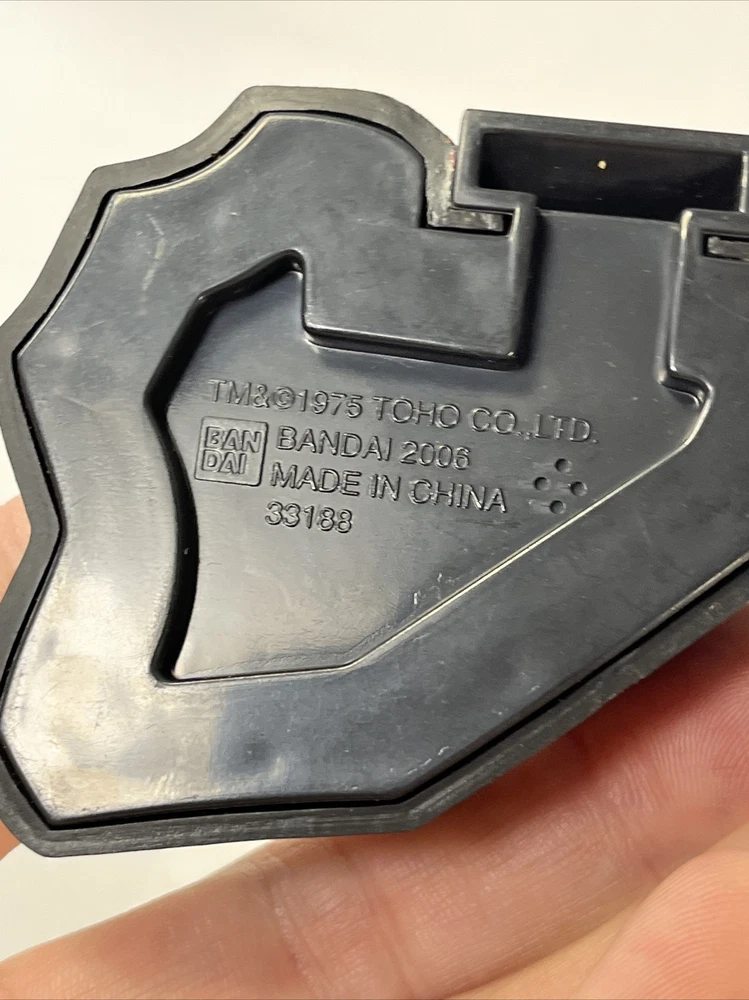 TM&©1975 TOHO CO.,LTD.
BAN
DAI
BANDAI 2006
MADE IN CHINA
33188